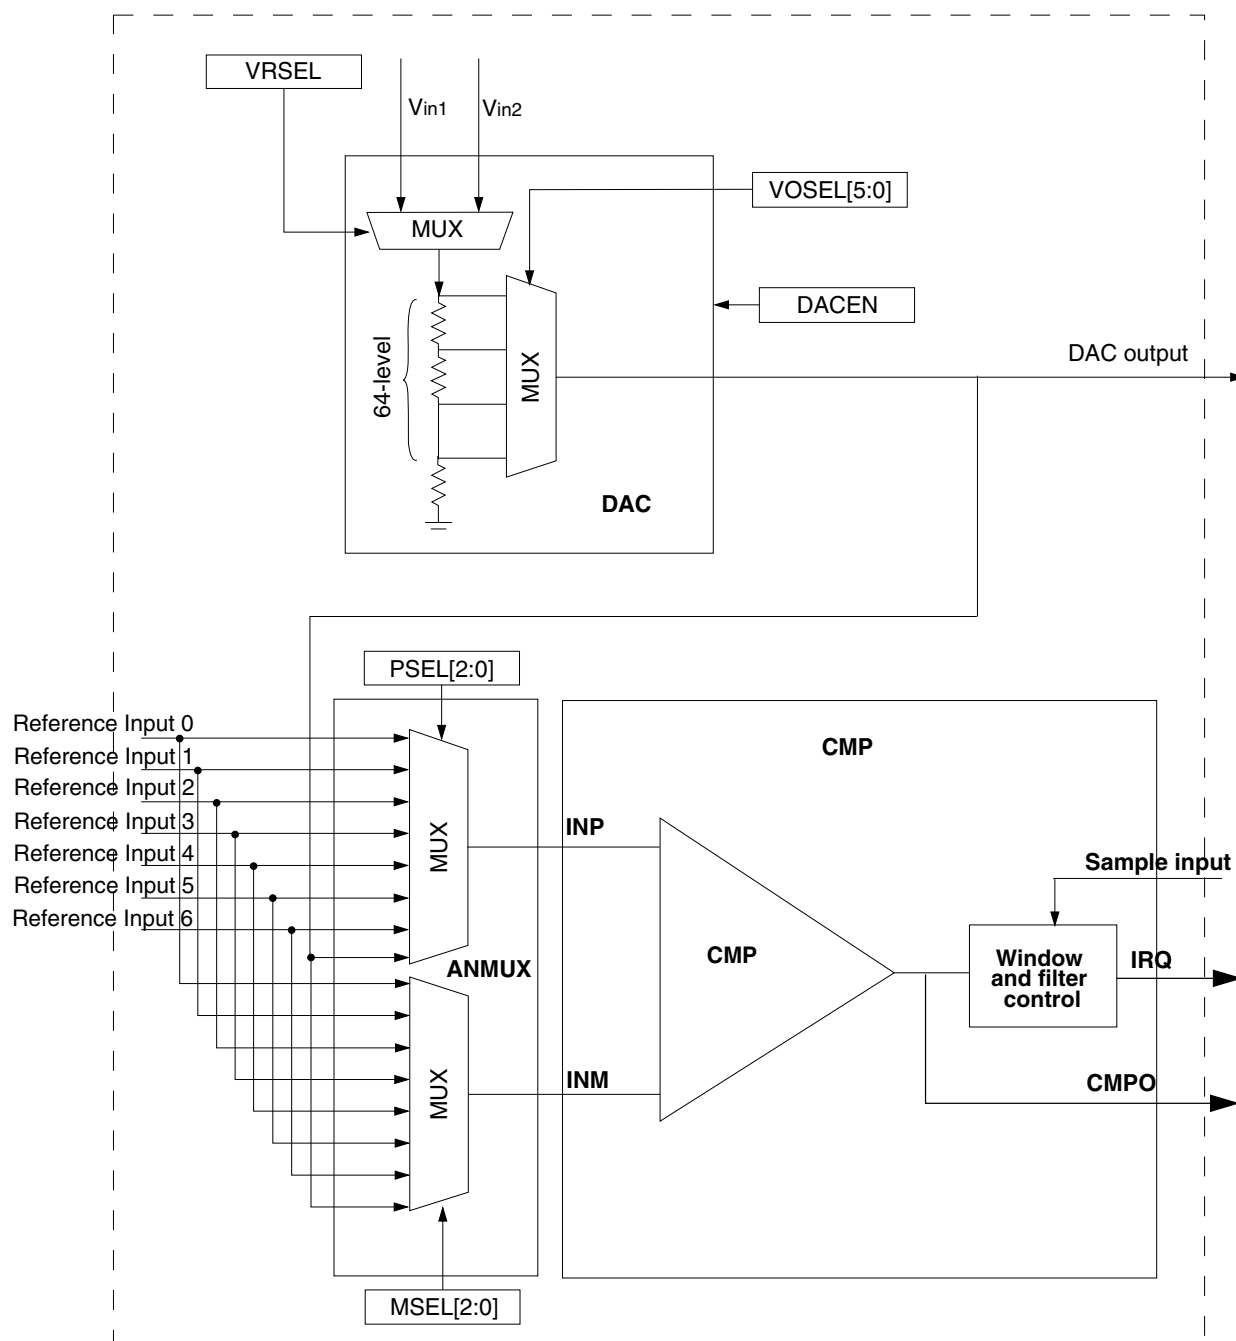 VRSEL
Vin1
Vin2
VOSEL[5:0]
MUX
DACEN
64-level
MUX
DAC output
DAC
PSEL[2:0]
Reference Input 0
Reference Input 1
Reference Input 2
Reference Input 3
Reference Input 4
Reference Input 5
Reference Input 6
MUX
ANMUX
MUX
MSEL[2:0]
CMP
INP
INM
CMP
Sample input
Window
and filter
control
IRQ
CMPO